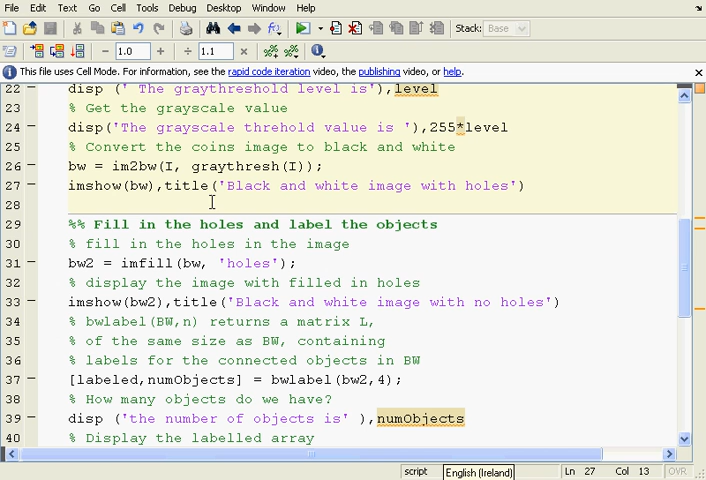 File Edit Text Go Cell Tools Debug Desktop Window Help
Stack: Base
− 1.0 + ÷ 1.1 ×
This file uses Cell Mode. For information, see the rapid code iteration video, the publishing video, or help.
22 − disp (' The graythreshold level is'),level
23 % Get the grayscale value
24 − disp('The grayscale threhold value is '),255*level
25 % Convert the coins image to black and white
26 − bw = im2bw(I, graythresh(I));
27 − imshow(bw),title('Black and white image with holes')
28
29 %% Fill in the holes and label the objects
30 % fill in the holes in the image
31 − bw2 = imfill(bw, 'holes');
32 % display the image with filled in holes
33 − imshow(bw2),title('Black and white image with no holes')
34 % bwlabel(BW,n) returns a matrix L,
35 % of the same size as BW, containing
36 % labels for the connected objects in BW
37 − [labeled,numObjects] = bwlabel(bw2,4);
38 % How many objects do we have?
39 − disp ('the number of objects is' ),numObjects
40 % Display the labelled array
script English (Ireland) Ln 27 Col 13 OVR